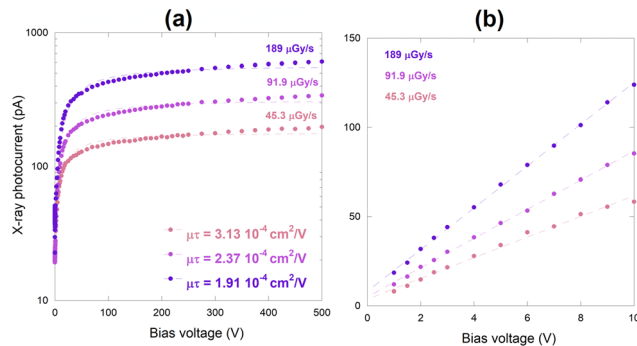 (a)
1000
100
10
X-ray photocurrent (pA)
189 μGy/s
91.9 μGy/s
45.3 μGy/s
μτ = 3.13 10⁻⁴ cm²/V
μτ = 2.37 10⁻⁴ cm²/V
μτ = 1.91 10⁻⁴ cm²/V
0 100 200 300 400 500
Bias voltage (V)
(b)
150
100
50
0
189 μGy/s
91.9 μGy/s
45.3 μGy/s
0 2 4 6 8 10
Bias voltage (V)